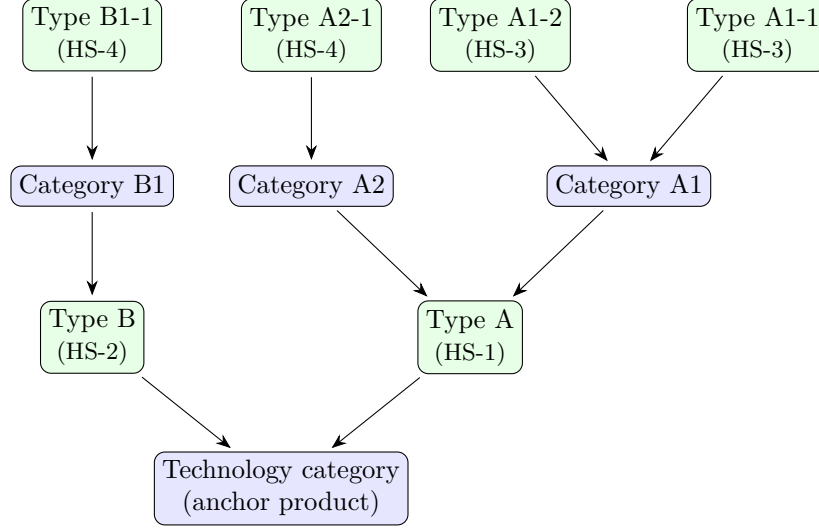 Type B1-1
(HS-4)
Type A2-1
(HS-4)
Type A1-2
(HS-3)
Type A1-1
(HS-3)
Category B1
Category A2
Category A1
Type B
(HS-2)
Type A
(HS-1)
Technology category
(anchor product)